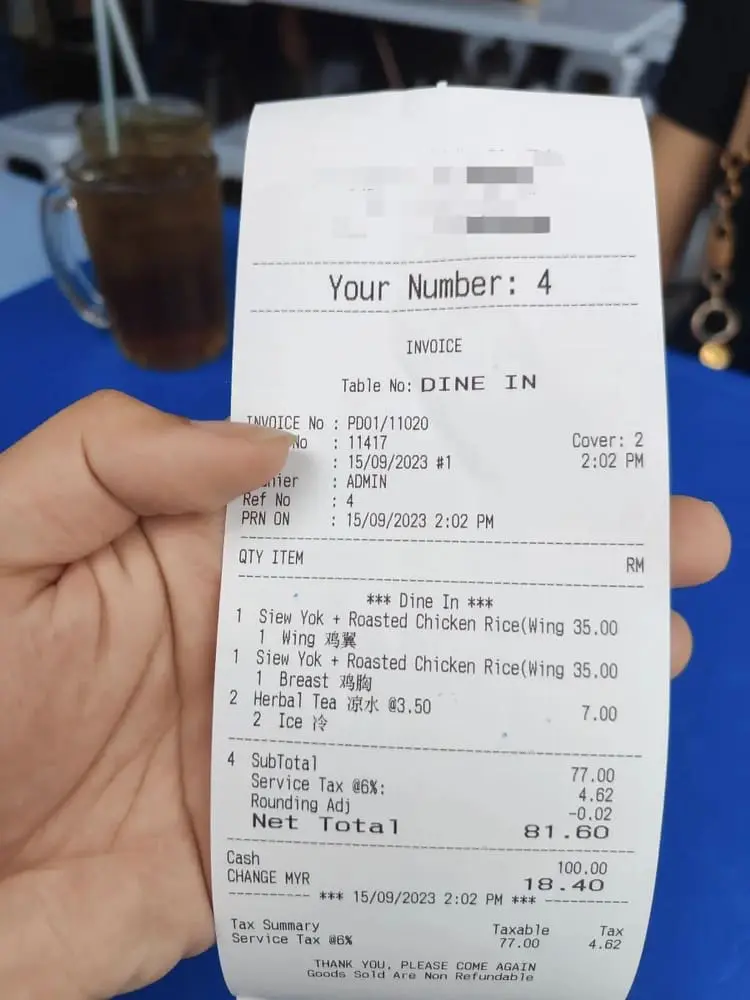 Your Number: 4
INVOICE
Table No: DINE IN
INVOICE No : PD01/11020
No : 11417 Cover: 2
: 15/09/2023 #1 2:02 PM
: ADMIN
Ref No : 4
PRN ON : 15/09/2023 2:02 PM
QTY ITEM RM
*** Dine In ***
1 Siew Yok + Roasted Chicken Rice(Wing 35.00
1 Wing 鸡翼
1 Siew Yok + Roasted Chicken Rice(Wing 35.00
1 Breast 鸡胸
2 Herbal Tea 凉水 @3.50 7.00
2 Ice 冷
4 SubTotal 77.00
Service Tax @6%: 4.62
Rounding Adj -0.02
Net Total 81.60
Cash 100.00
CHANGE MYR 18.40
*** 15/09/2023 2:02 PM ***
Tax Summary Taxable Tax
Service Tax @6% 77.00 4.62
THANK YOU, PLEASE COME AGAIN
Goods Sold Are Non Refundable